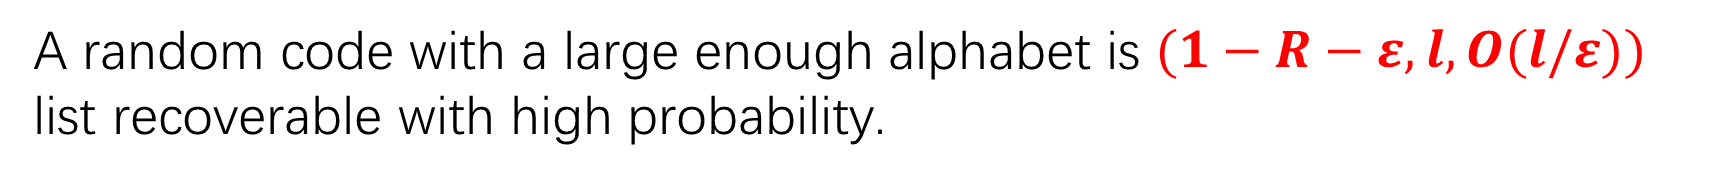 A random code with a large enough alphabet is (1 − R − ε, l, O(l/ε))
list recoverable with high probability.